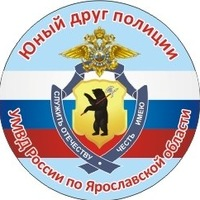 Юный друг полиции
СЛУЖИТЬ ОТЕЧЕСТВУ
ЧЕСТЬ ИМЕЮ
УМВД России по Ярославской области